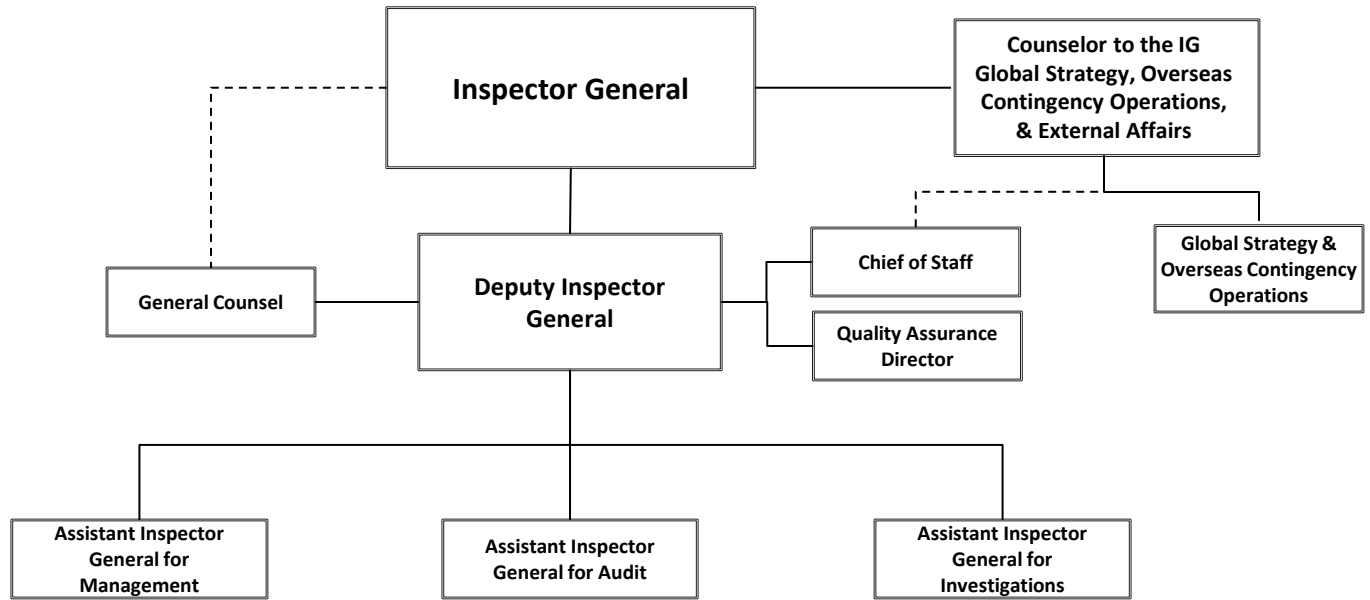 Inspector General
Counselor to the IG
Global Strategy, Overseas
Contingency Operations,
& External Affairs
General Counsel
Deputy Inspector
General
Chief of Staff
Quality Assurance
Director
Global Strategy &
Overseas Contingency
Operations
Assistant Inspector
General for
Management
Assistant Inspector
General for Audit
Assistant Inspector
General for
Investigations